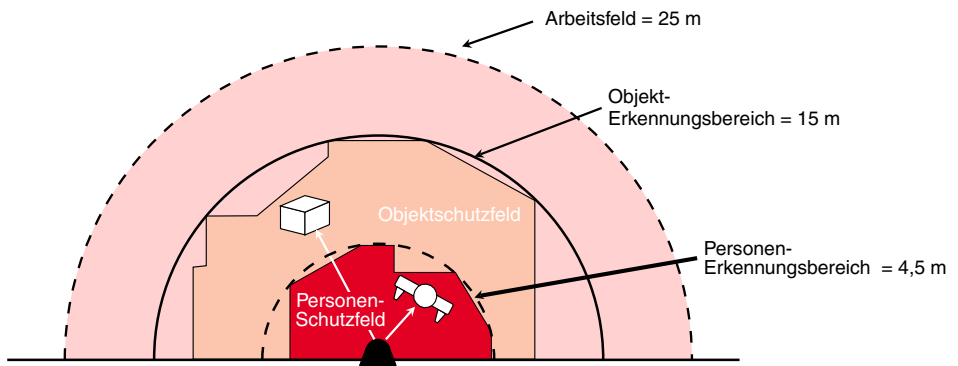 Arbeitsfeld = 25 m
Objekt-
Erkennungsbereich = 15 m
Objektschutzfeld
Personen-
Erkennungsbereich = 4,5 m
Personen-
Schutzfeld